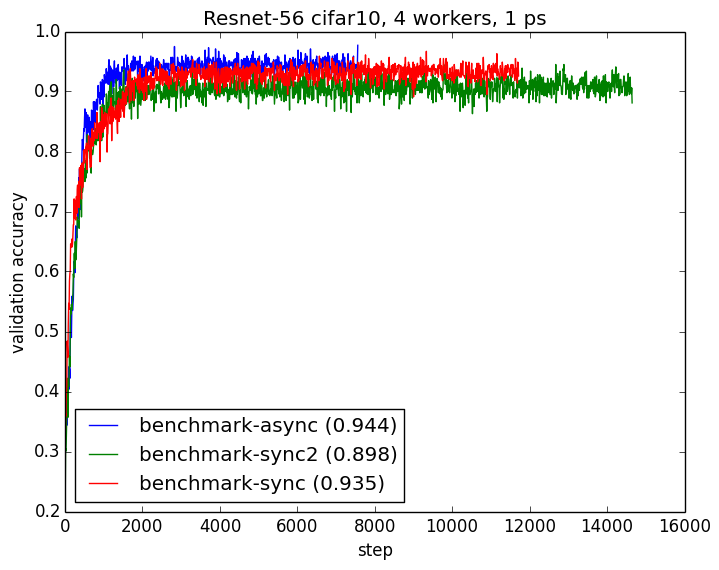 Resnet-56 cifar10, 4 workers, 1 ps
1.0
0.9
0.8
0.7
0.6
0.5
0.4
0.3
0.2
validation accuracy
benchmark-async (0.944)
benchmark-sync2 (0.898)
benchmark-sync (0.935)
0 2000 4000 6000 8000 10000 12000 14000 16000
step